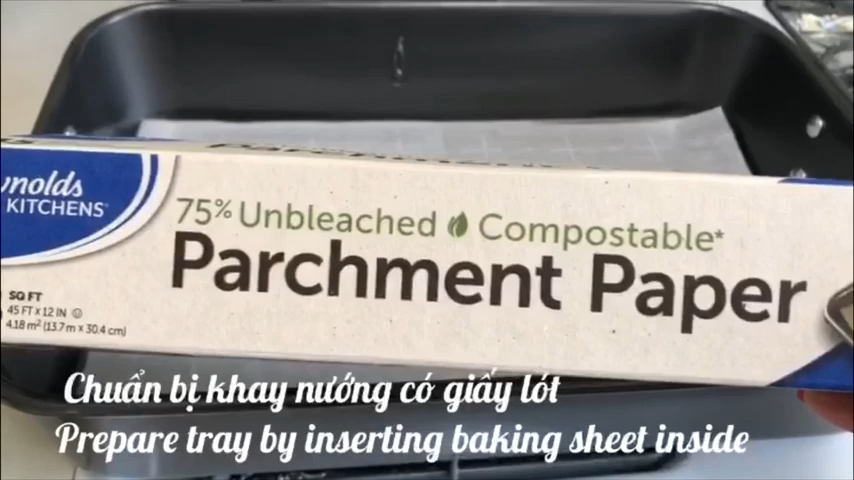 KITCHENS
75% Unbleached Compostable*
Parchment Paper
SQ FT
45 FT x 12 IN
4.18 m² (13.7 m x 30.4 cm)
Chuẩn bị khay nướng có giấy lót
Prepare tray by inserting baking sheet inside